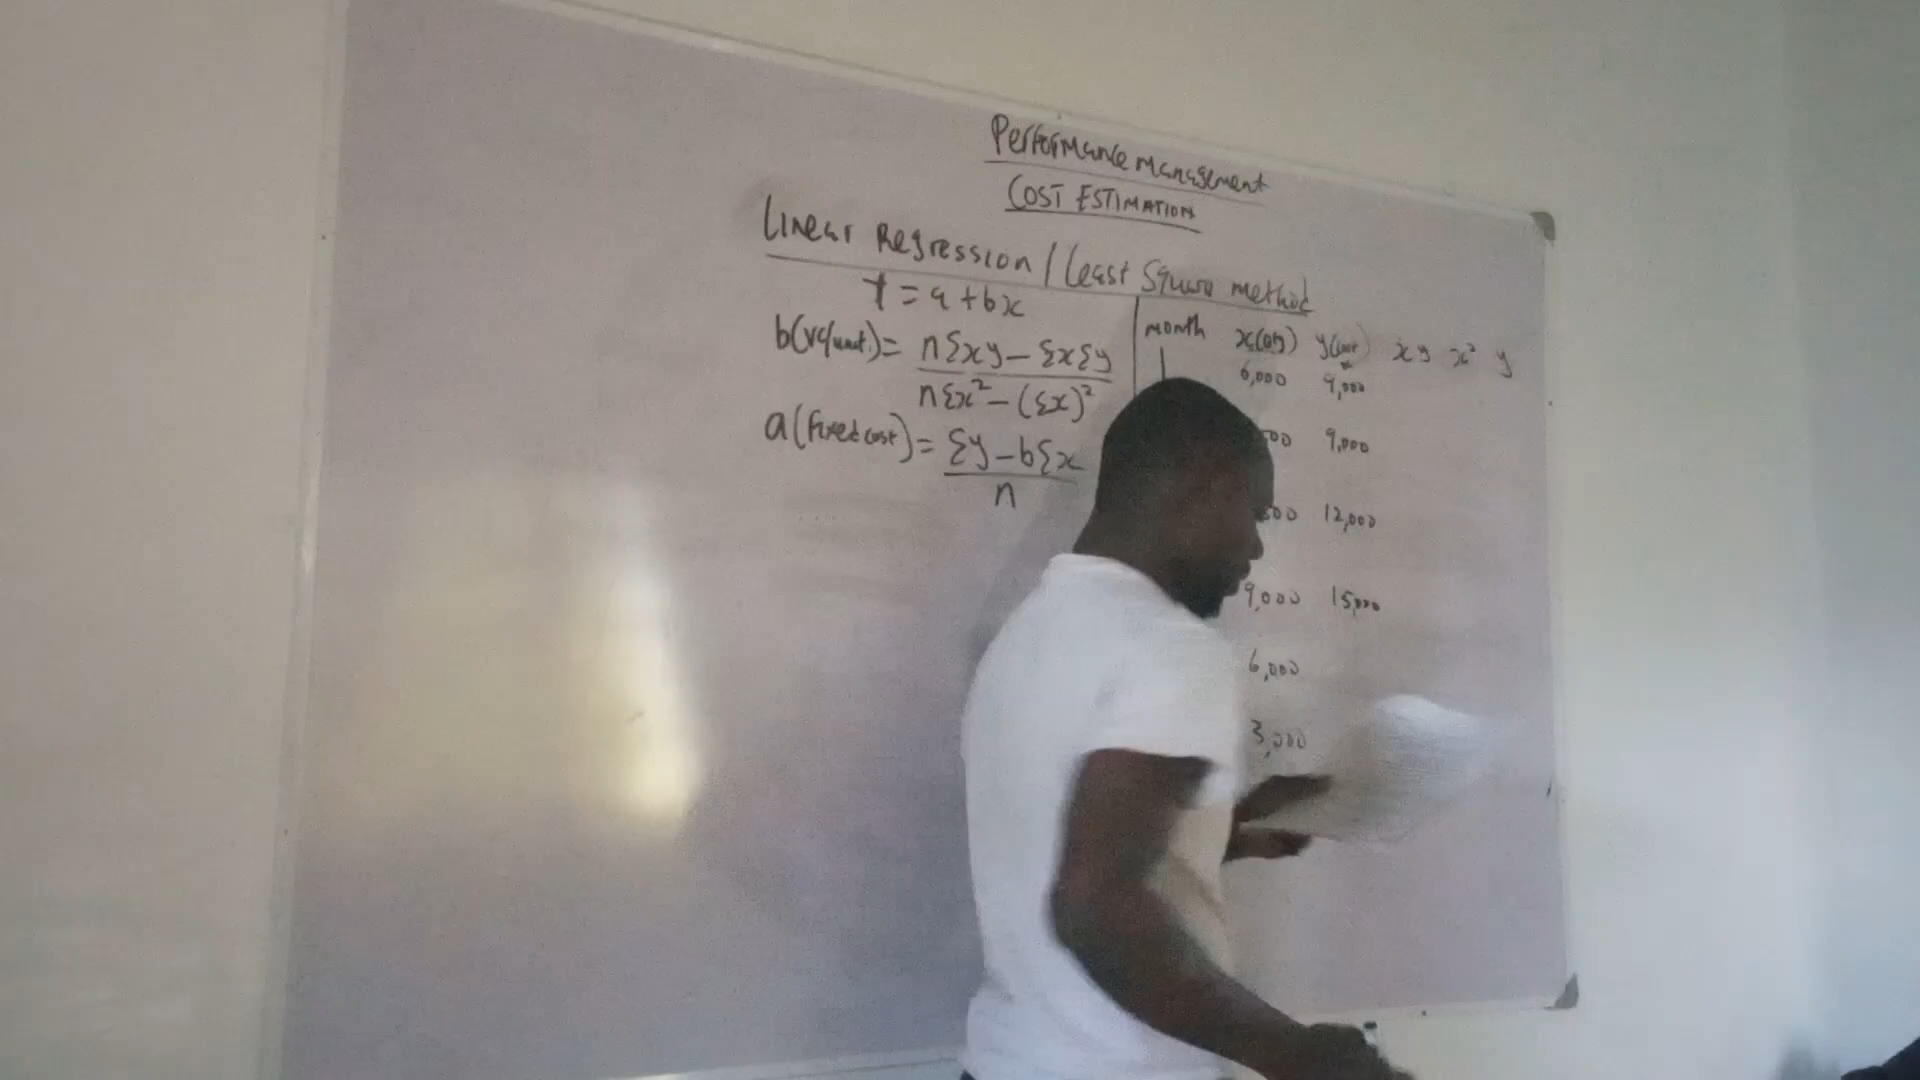 Performance management
COST ESTIMATION
Linear Regression / Least Square method
Y = a + bx
b(vc/unit) = nΣxy - ΣxΣy
nΣx² - (Σx)²
a(fixed cost) = Σy - bΣx
n
month x(qty) y(cost) xy x² y
1 6,000 9,000
9,000
12,000
9,000 15,000
6,000
3,000